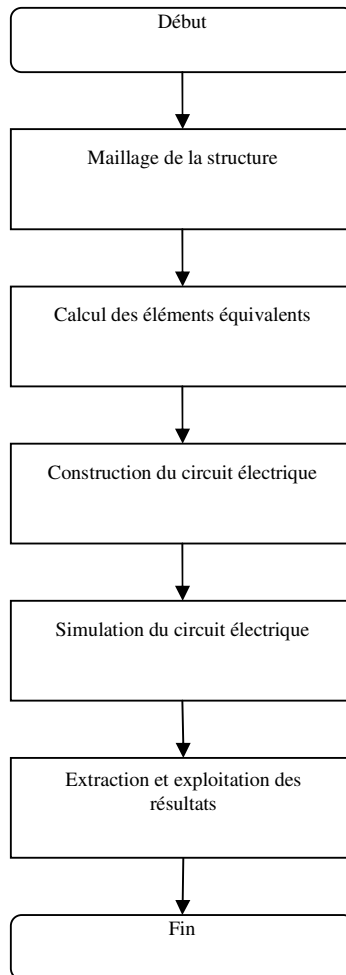 Début
Maillage de la structure
Calcul des éléments équivalents
Construction du circuit électrique
Simulation du circuit électrique
Extraction et exploitation des
résultats
Fin